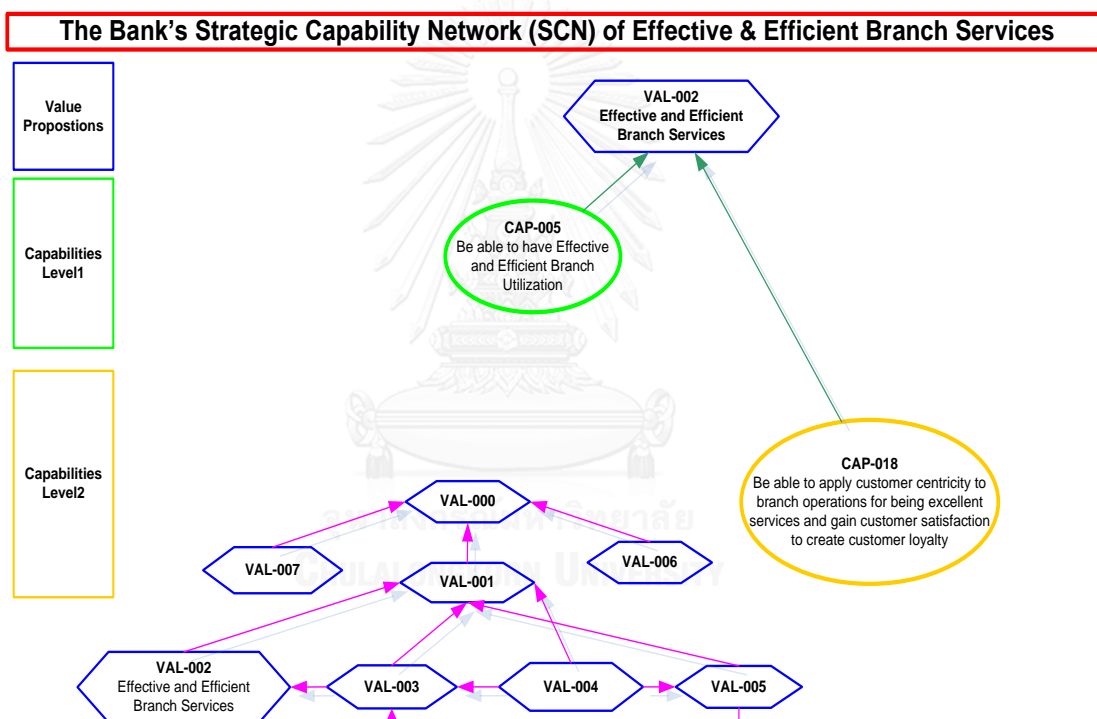 The Bank's Strategic Capability Network (SCN) of Effective & Efficient Branch Services
Value
Propostions
VAL-002
Effective and Efficient
Branch Services
Capabilities
Level1
CAP-005
Be able to have Effective
and Efficient Branch
Utilization
Capabilities
Level2
CAP-018
Be able to apply customer centricity to
branch operations for being excellent
services and gain customer satisfaction
to create customer loyalty
VAL-000
VAL-007
VAL-006
VAL-001
VAL-002
Effective and Efficient
Branch Services
VAL-003
VAL-004
VAL-005